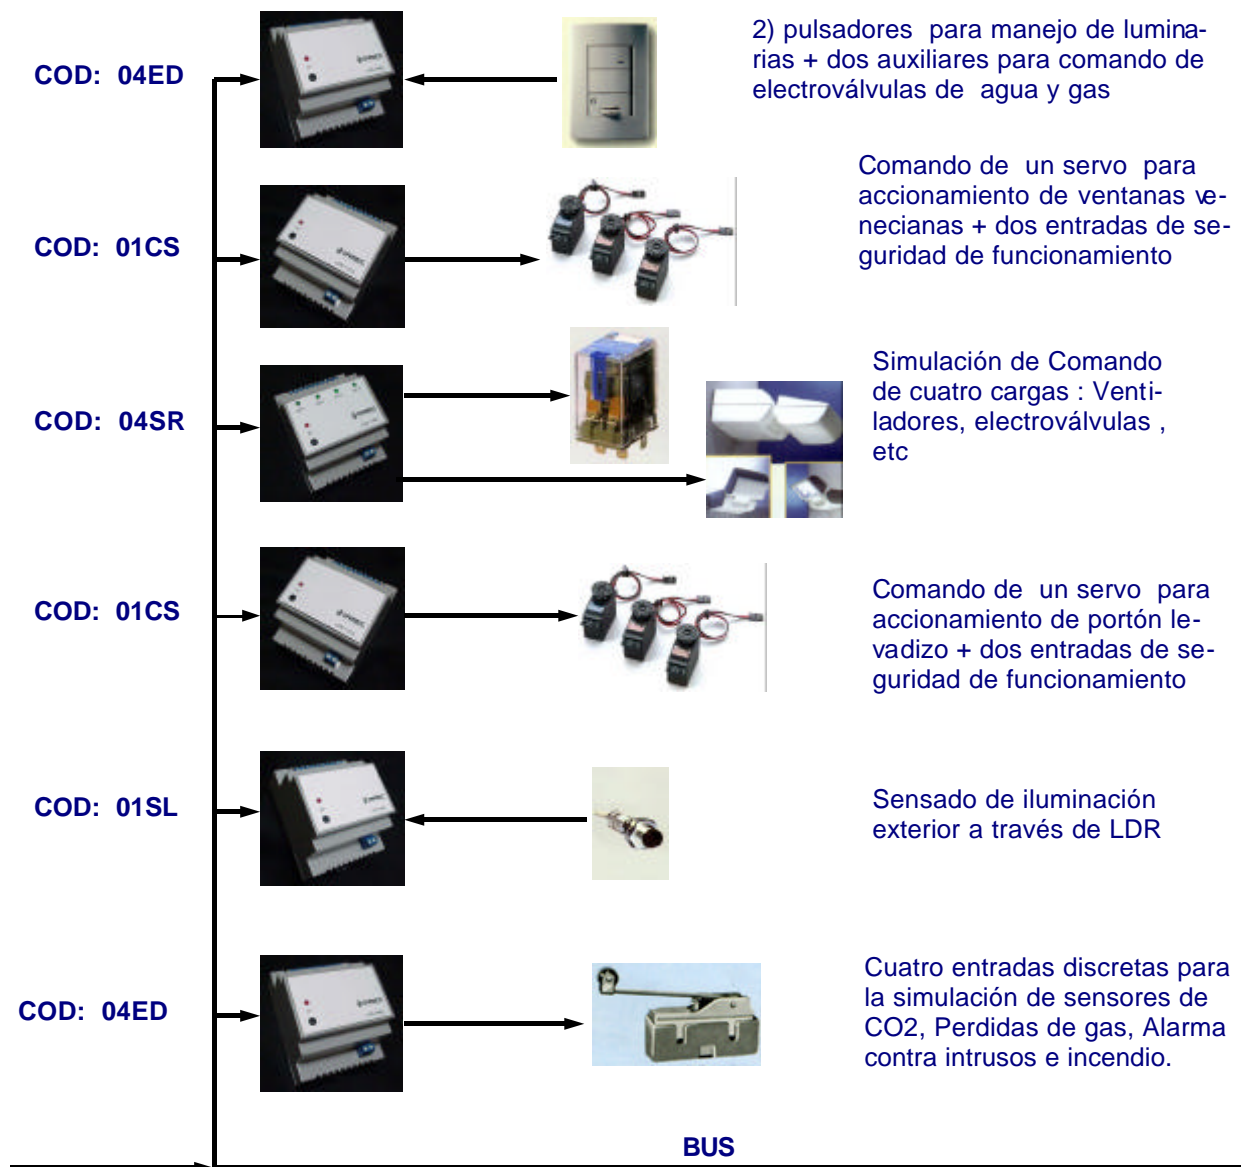 2) pulsadores para manejo de lumina-
rias + dos auxiliares para comando de
electroválvulas de agua y gas
COD: 04ED
Comando de un servo para
accionamiento de ventanas ve-
necianas + dos entradas de se-
guridad de funcionamiento
COD: 01CS
Simulación de Comando
de cuatro cargas : Venti-
ladores, electroválvulas ,
etc
COD: 04SR
Comando de un servo para
accionamiento de portón le-
vadizo + dos entradas de se-
guridad de funcionamiento
COD: 01CS
Sensado de iluminación
exterior a través de LDR
COD: 01SL
Cuatro entradas discretas para
la simulación de sensores de
CO2, Perdidas de gas, Alarma
contra intrusos e incendio.
COD: 04ED
BUS